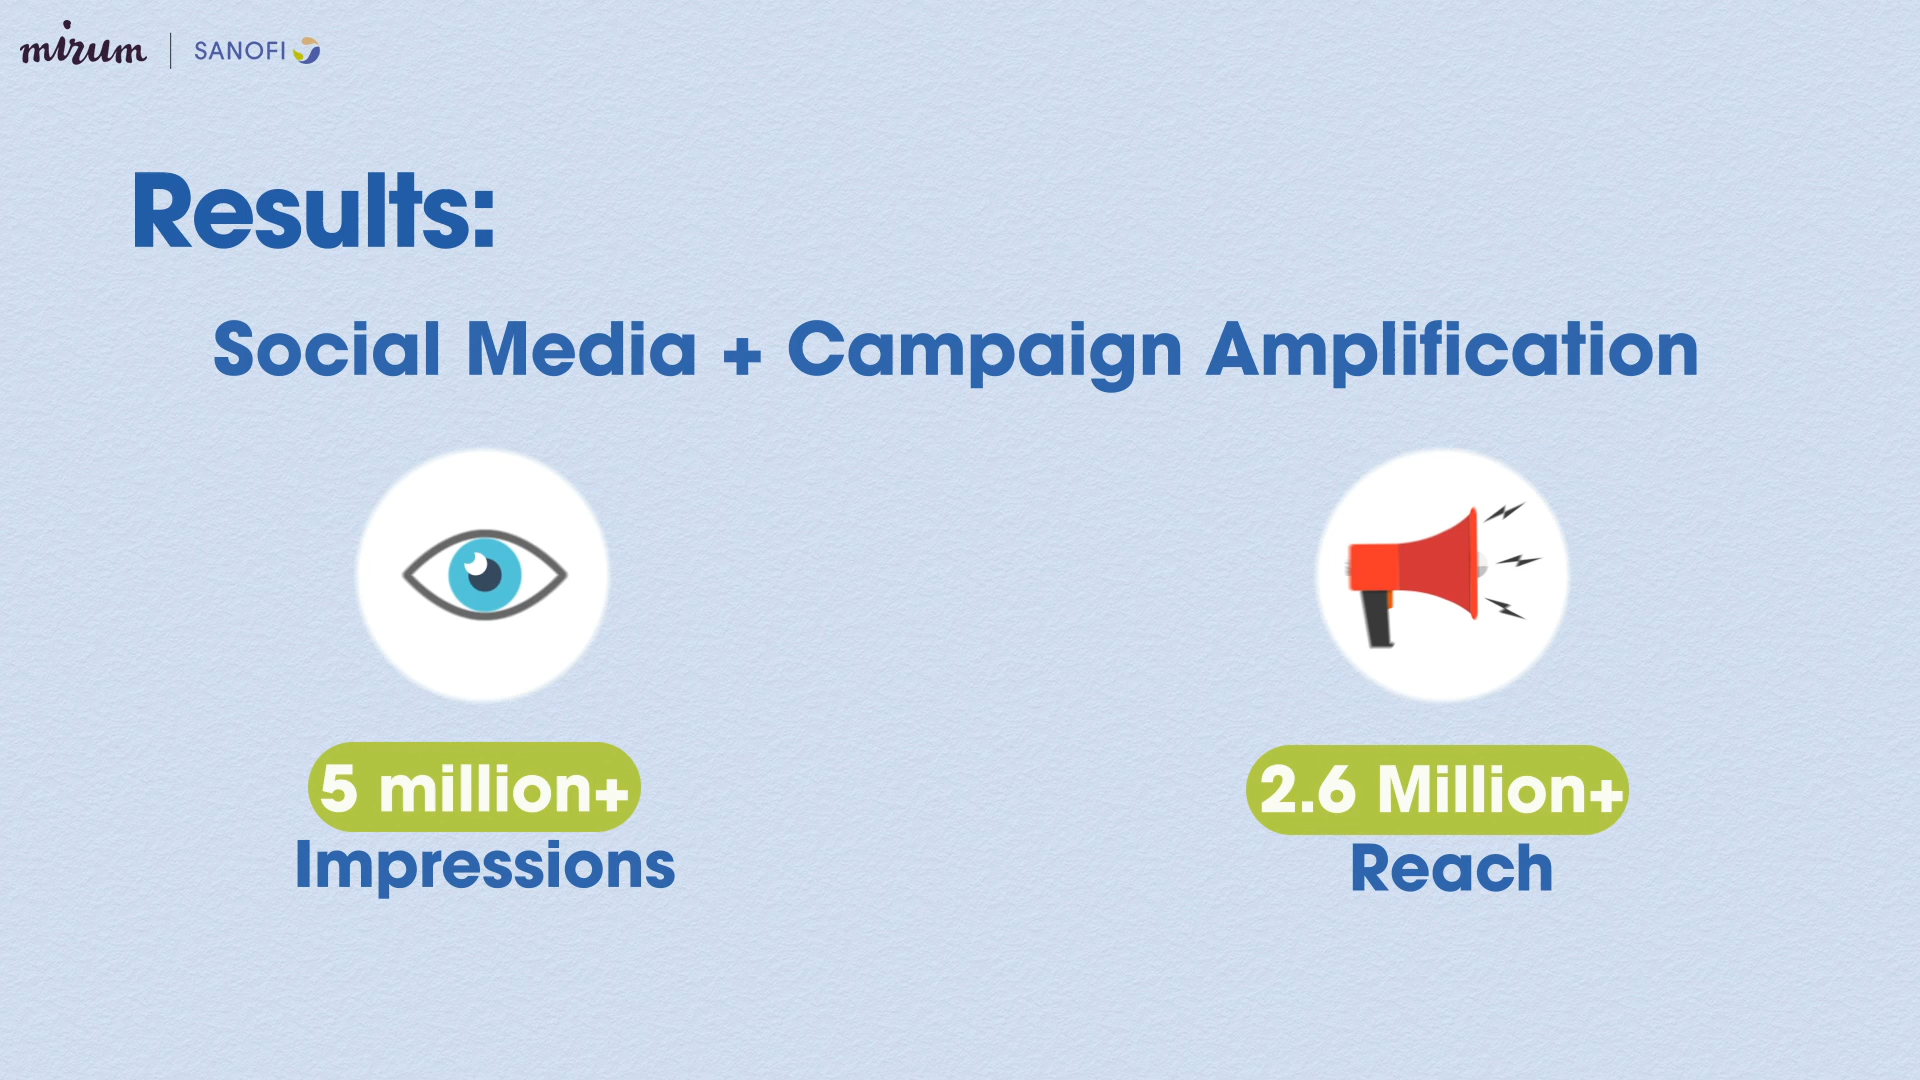 mirum | SANOFI
Results:
Social Media + Campaign Amplification
5 million+
Impressions
2.6 Million+
Reach